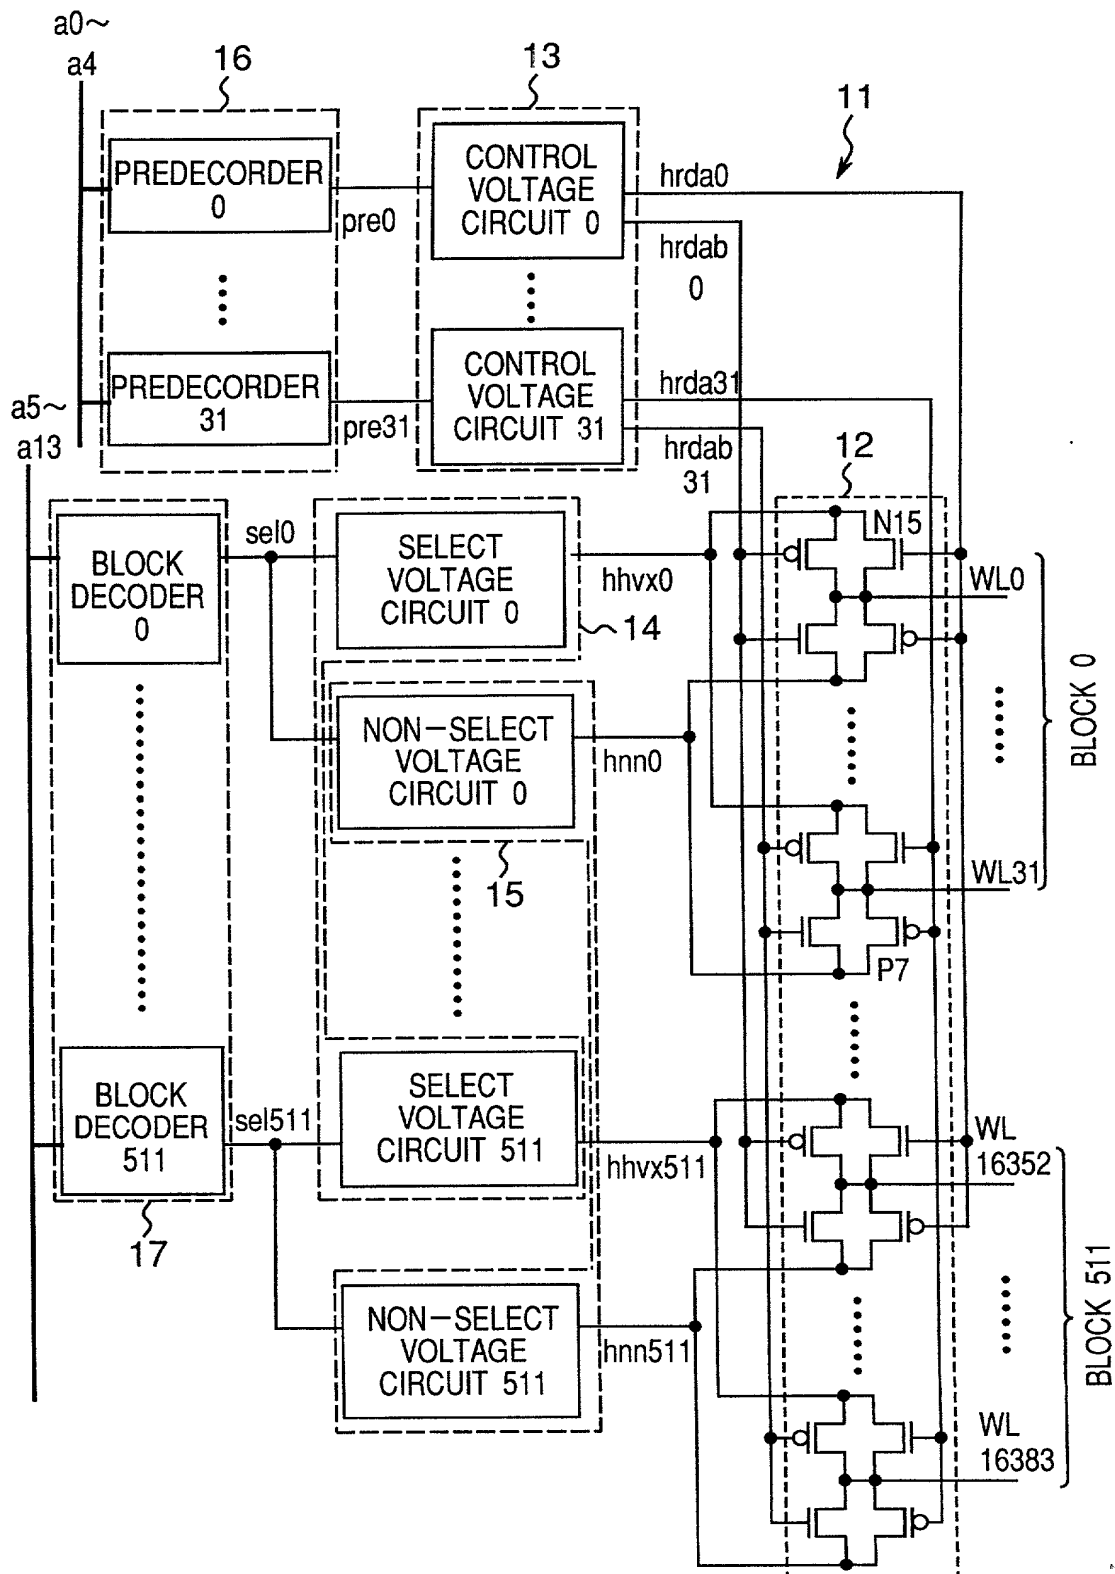 a0~
a4
16
13
11
PREDECORDER
0
pre0
CONTROL
VOLTAGE
CIRCUIT 0
hrda0
hrdab
0
PREDECORDER
31
pre31
CONTROL
VOLTAGE
CIRCUIT 31
hrda31
hrdab
31
a5~
a13
12
BLOCK
DECODER
0
sel0
SELECT
VOLTAGE
CIRCUIT 0
hhvx0
14
N15
WL0
BLOCK 0
NON-SELECT
VOLTAGE
CIRCUIT 0
hnn0
15
WL31
P7
BLOCK
DECODER
511
sel511
SELECT
VOLTAGE
CIRCUIT 511
hhvx511
WL
16352
17
BLOCK 511
NON-SELECT
VOLTAGE
CIRCUIT 511
hnn511
WL
16383